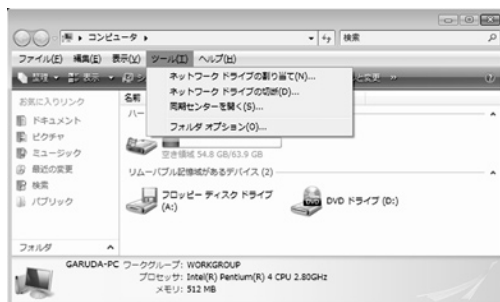 コンピュータ
検索
ファイル(F) 編集(E) 表示(V) ツール(T) ヘルプ(H)
整理 表示
ネットワーク ドライブの割り当て(N)...
ネットワーク ドライブの切断(D)...
同期センターを開く(S)...
フォルダ オプション(O)...
お気に入りリンク
ドキュメント
ピクチャ
ミュージック
最近の変更
検索
パブリック
フォルダ
名前
空き領域 54.8 GB/63.9 GB
リムーバブル記憶域があるデバイス (2)
フロッピー ディスク ドライブ
(A:)
DVD ドライブ (D:)
GARUDA-PC ワークグループ: WORKGROUP
プロセッサ: Intel(R) Pentium(R) 4 CPU 2.80GHz
メモリ: 512 MB